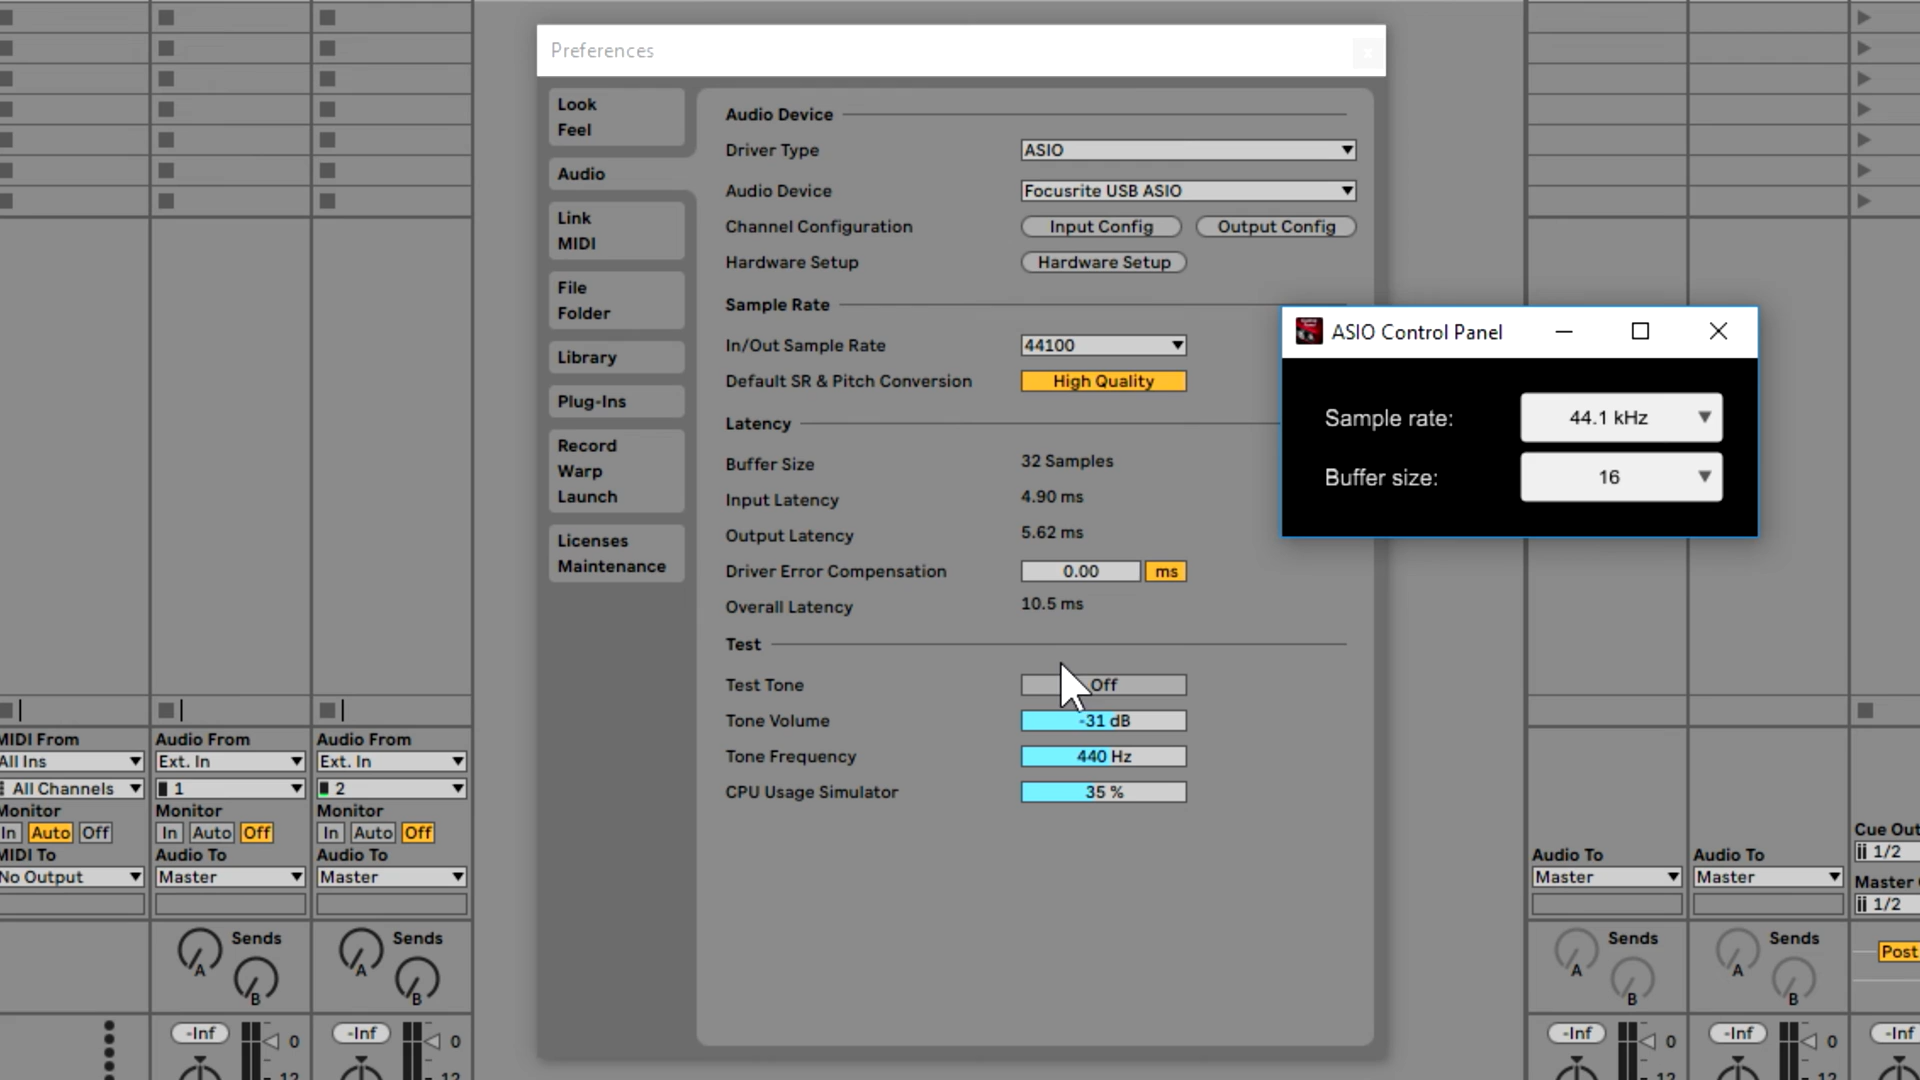 Preferences
x
Look
Feel
Audio
Link
MIDI
File
Folder
Library
Plug-Ins
Record
Warp
Launch
Licenses
Maintenance
Audio Device
Driver Type ASIO
Audio Device Focusrite USB ASIO
Channel Configuration Input Config Output Config
Hardware Setup Hardware Setup
Sample Rate
In/Out Sample Rate 44100
Default SR & Pitch Conversion High Quality
Latency
Buffer Size 32 Samples
Input Latency 4.90 ms
Output Latency 5.62 ms
Driver Error Compensation 0.00 ms
Overall Latency 10.5 ms
Test
Test Tone Off
Tone Volume -31 dB
Tone Frequency 440 Hz
CPU Usage Simulator 35 %
ASIO Control Panel
Sample rate: 44.1 kHz
Buffer size: 16
MIDI From
All Ins
All Channels
Monitor
In Auto Off
MIDI To
No Output
Audio From
Ext. In
1
Monitor
In Auto Off
Audio To
Master
Sends
A
B
-Inf
0
12
Audio From
Ext. In
2
Monitor
In Auto Off
Audio To
Master
Sends
A
B
-Inf
0
12
Audio To
Master
Sends
A
B
-Inf
0
12
Audio To
Master
Sends
A
B
-Inf
0
12
Cue Out
1/2
Master
1/2
Post
-Inf